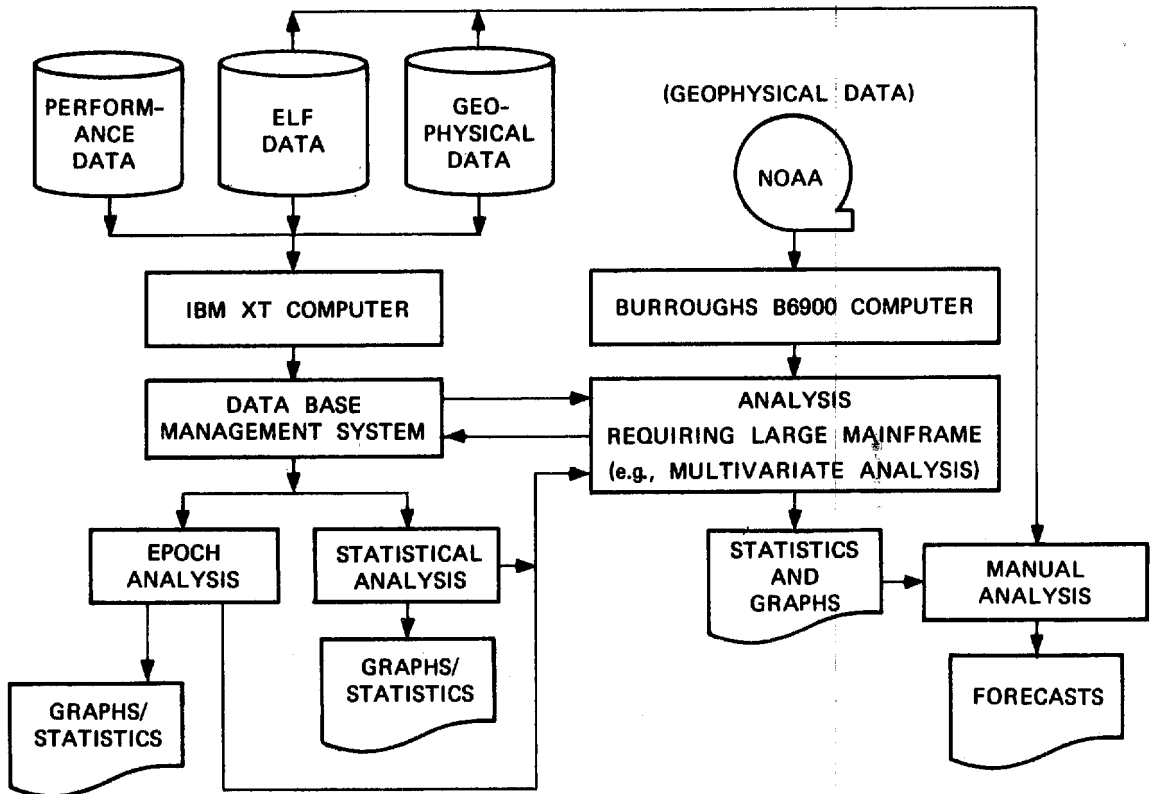 PERFORM-
ANCE
DATA
ELF
DATA
GEO-
PHYSICAL
DATA
(GEOPHYSICAL DATA)
NOAA
IBM XT COMPUTER
BURROUGHS B6900 COMPUTER
DATA BASE
MANAGEMENT SYSTEM
ANALYSIS
REQUIRING LARGE MAINFRAME
(e.g., MULTIVARIATE ANALYSIS)
EPOCH
ANALYSIS
STATISTICAL
ANALYSIS
STATISTICS
AND
GRAPHS
MANUAL
ANALYSIS
GRAPHS/
STATISTICS
GRAPHS/
STATISTICS
FORECASTS